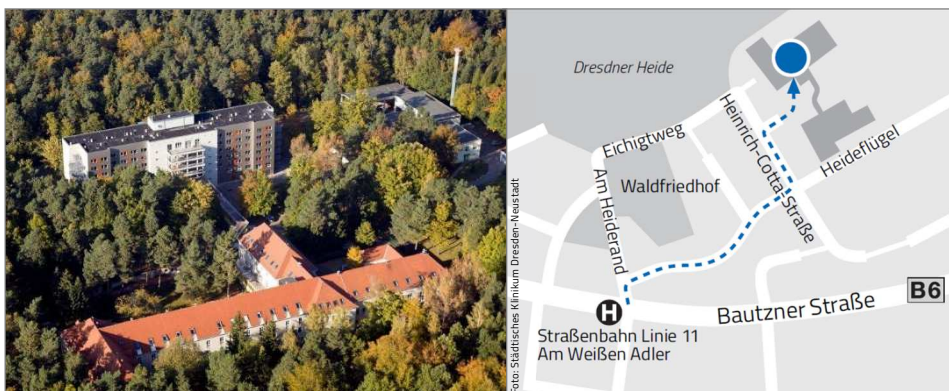 Foto: Städtisches Klinikum Dresden-Neustadt
Dresdner Heide
Eichigtweg
Heinrich-Cotta-Straße
Heideflügel
Waldfriedhof
Am Heiderand
H
Straßenbahn Linie 11
Am Weißen Adler
Bautzner Straße
B6